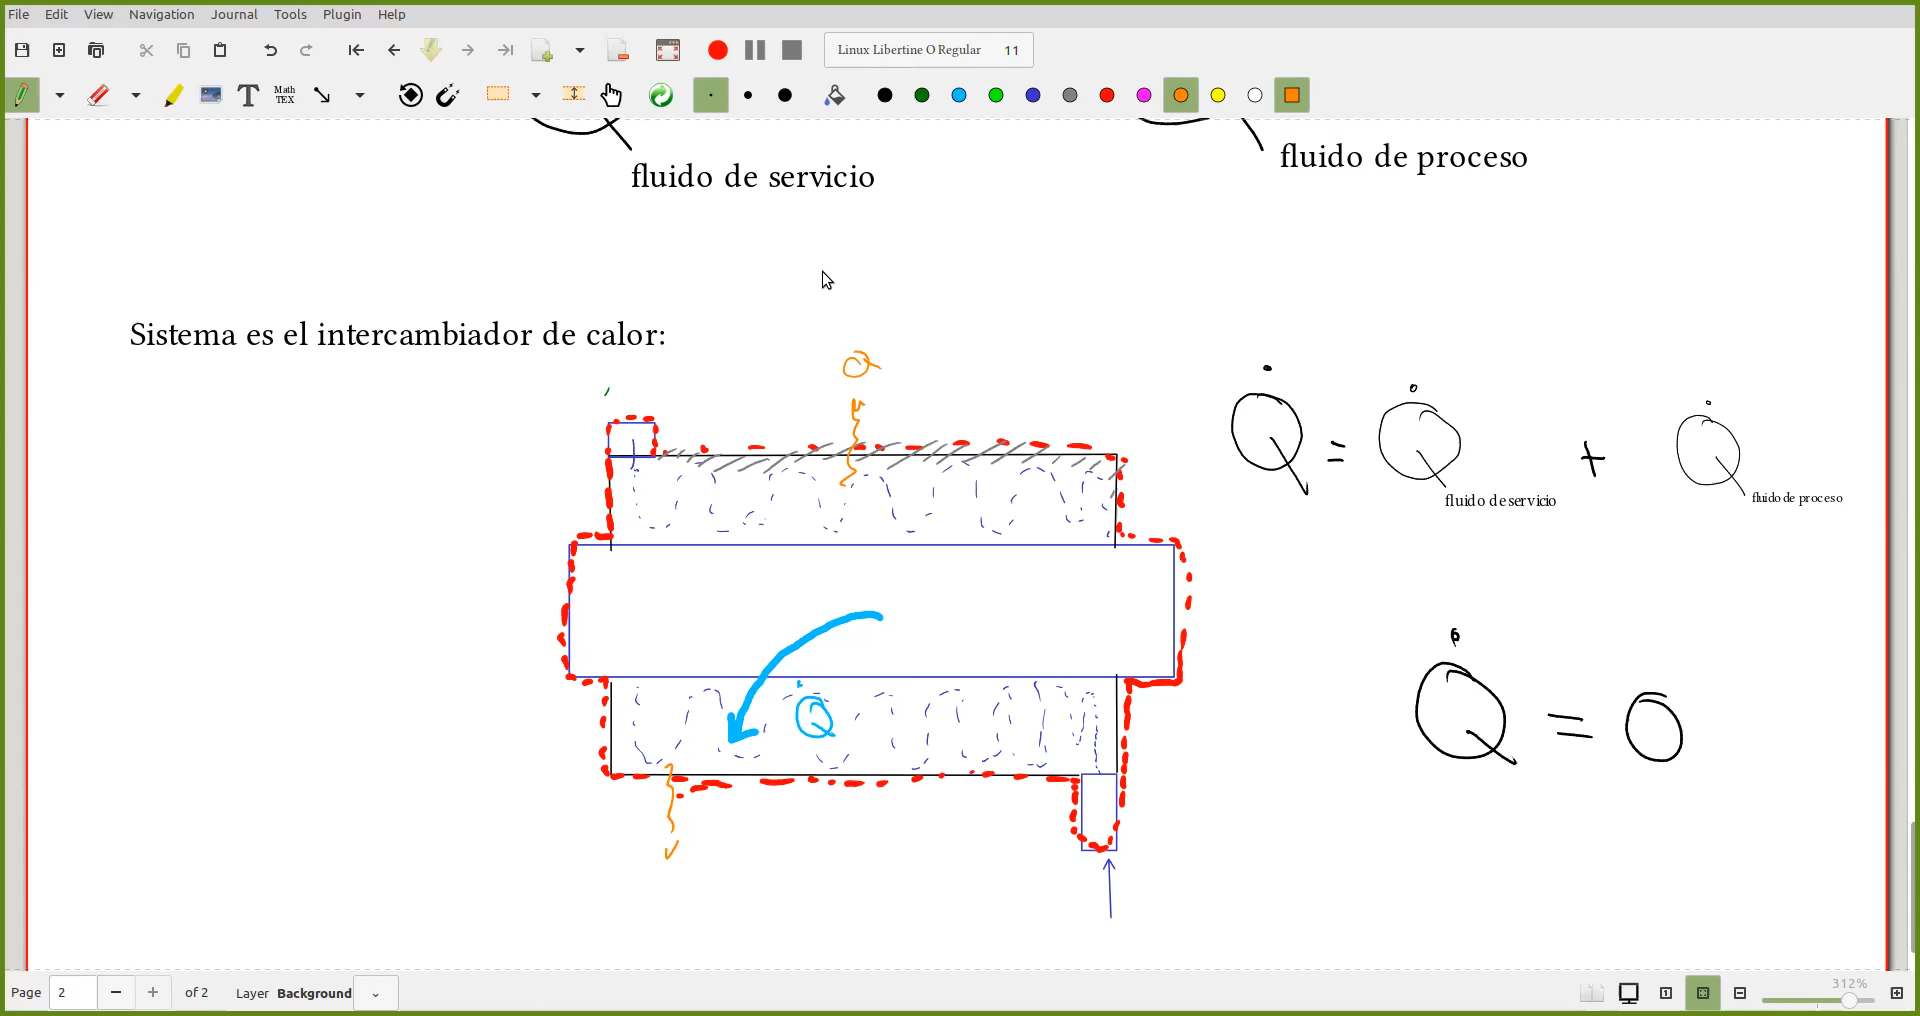 File Edit View Navigation Journal Tools Plugin Help
Linux Libertine O Regular 11
T Math TEX
fluido de servicio
fluido de proceso
Sistema es el intercambiador de calor:
Q
Q̇ = Q̇ fluido de servicio + Q̇ fluido de proceso
Q̇ = 0
Q̇
Page 2 of 2 Layer Background
312%